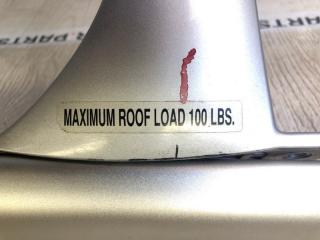 MAXIMUM ROOF LOAD 100 LBS.